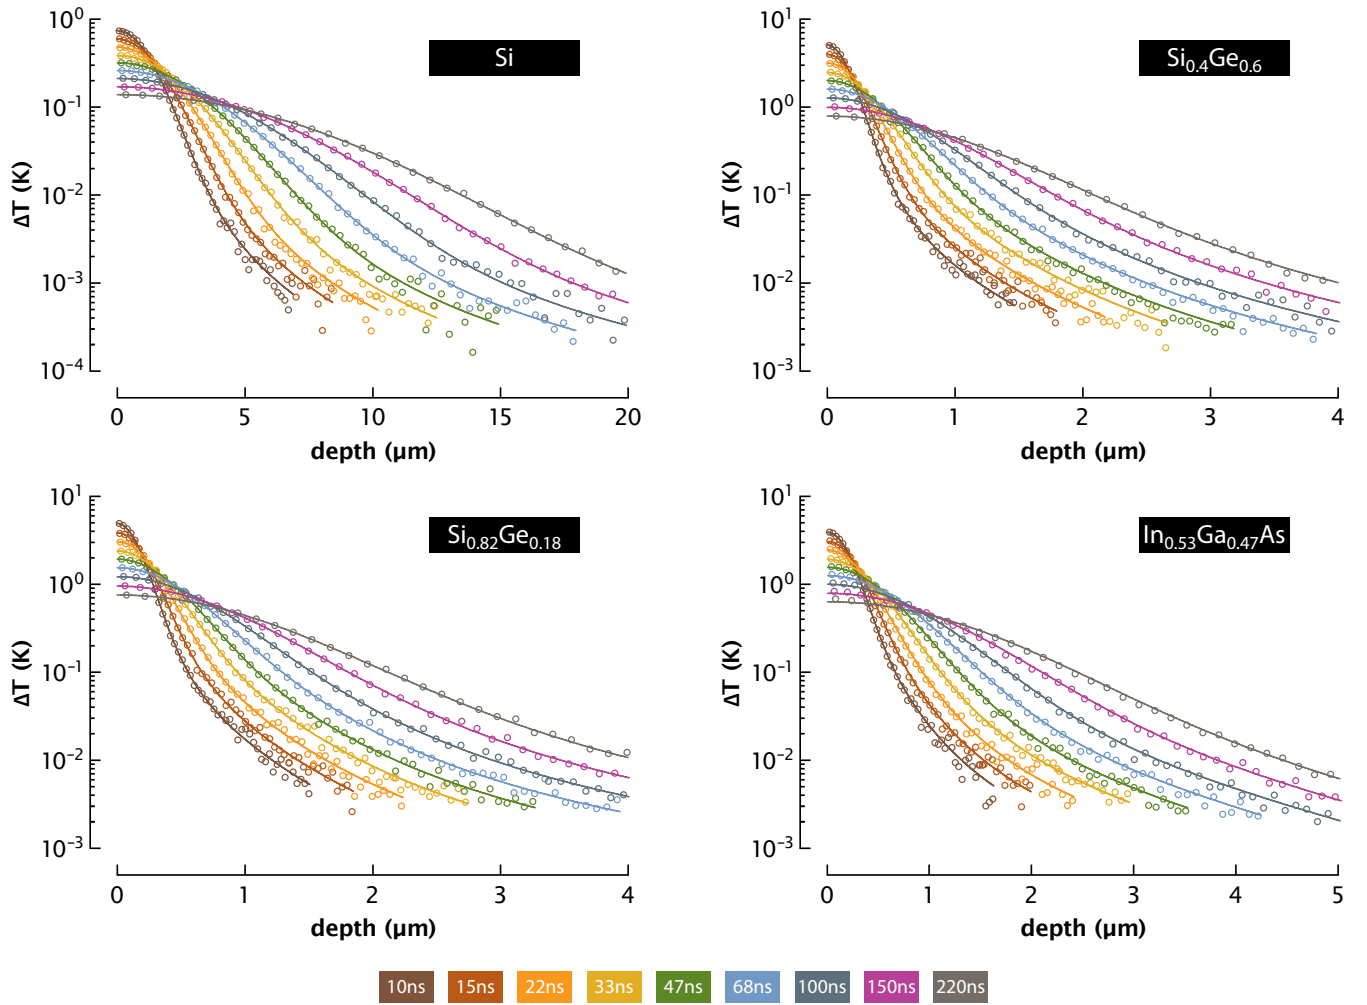 Si
ΔT (K)
10⁰
10⁻¹
10⁻²
10⁻³
10⁻⁴
0 5 10 15 20
depth (μm)
Si₀.₄Ge₀.₆
ΔT (K)
10¹
10⁰
10⁻¹
10⁻²
10⁻³
0 1 2 3 4
depth (μm)
Si₀.₈₂Ge₀.₁₈
ΔT (K)
10¹
10⁰
10⁻¹
10⁻²
10⁻³
0 1 2 3 4
depth (μm)
In₀.₅₃Ga₀.₄₇As
ΔT (K)
10¹
10⁰
10⁻¹
10⁻²
10⁻³
0 1 2 3 4 5
depth (μm)
10ns 15ns 22ns 33ns 47ns 68ns 100ns 150ns 220ns